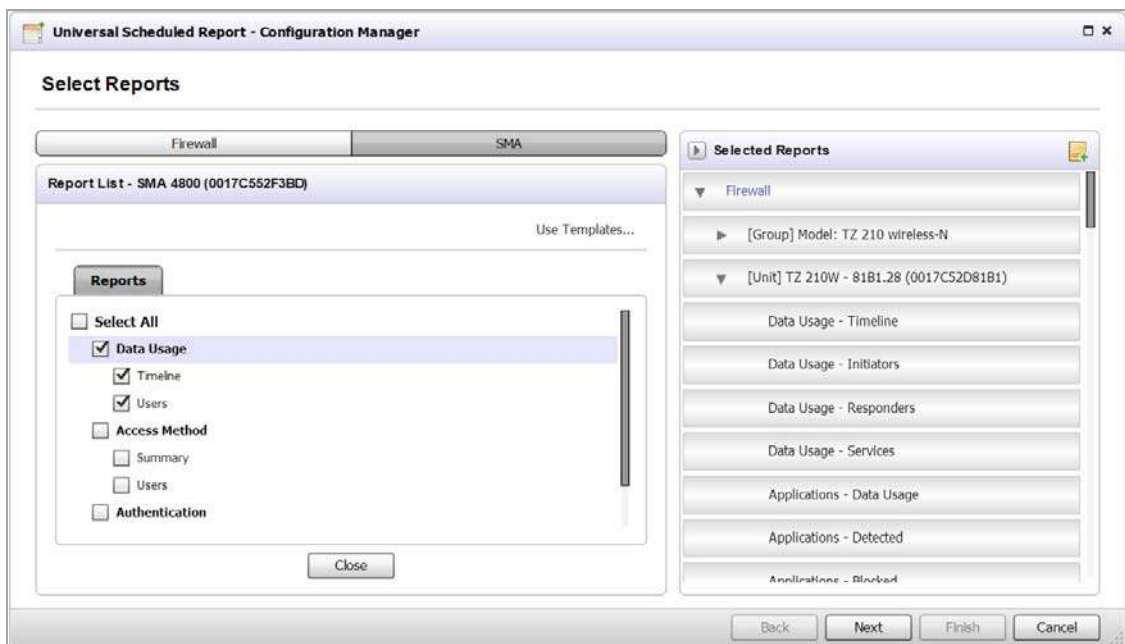 Universal Scheduled Report - Configuration Manager
Select Reports
Firewall
SMA
Report List - SMA 4800 (0017C552F3BD)
Use Templates...
Reports
Select All
Data Usage
Timeline
Users
Access Method
Summary
Users
Authentication
Close
Selected Reports
Firewall
[Group] Model: TZ 210 wireless-N
[Unit] TZ 210W - 81B1.28 (0017C52D81B1)
Data Usage - Timeline
Data Usage - Initiators
Data Usage - Responders
Data Usage - Services
Applications - Data Usage
Applications - Detected
Applications - Blocked
Back
Next
Finish
Cancel